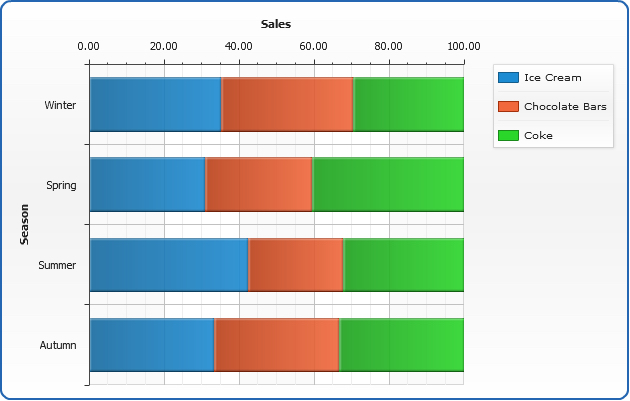 Sales
0.00 20.00 40.00 60.00 80.00 100.00
Ice Cream
Chocolate Bars
Coke
Season
Winter
Spring
Summer
Autumn